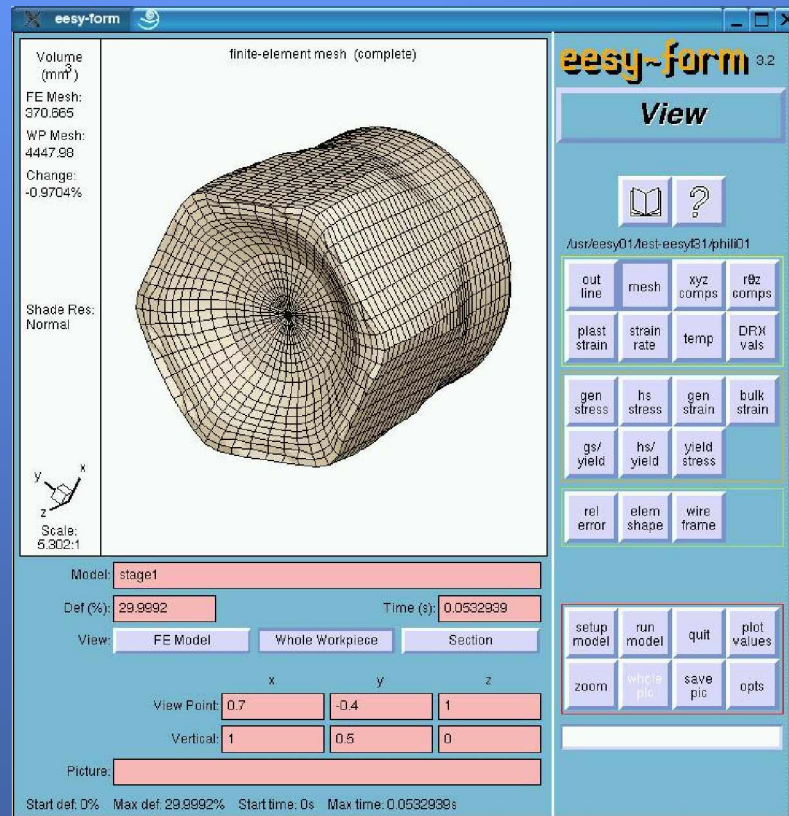 eesy-form
Volume
(mm3)
FE Mesh:
370.665
WP Mesh:
4447.98
Change:
-0.9704%
Shade Res:
Normal
y
x
z
Scale:
5.302:1
finite-element mesh (complete)
eesy~form 3.2
View
?
/usr/eesy01/test-eesyf31/phili01
out line
mesh
xyz comps
rθz comps
plast strain
strain rate
temp
DRX vals
gen stress
hs stress
gen strain
bulk strain
gs/ yield
hs/ yield
yield stress
rel error
elem shape
wire frame
setup model
run model
quit
plot values
zoom
whole pic
save pic
opts
Model: stage1
Def (%): 29.9992 Time (s): 0.0532939
View: FE Model Whole Workpiece Section
x y z
View Point: 0.7 -0.4 1
Vertical: 1 0.5 0
Picture:
Start def: 0% Max def: 29.9992% Start time: 0s Max time: 0.0532939s